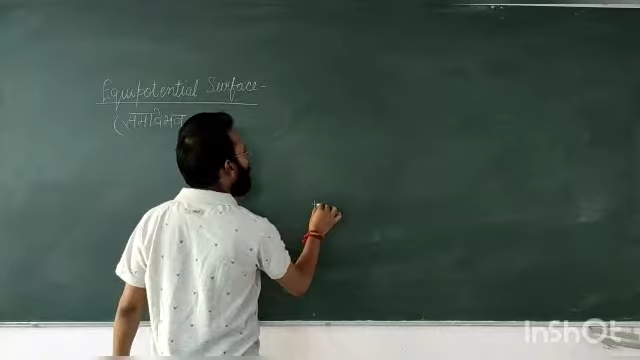 Equipotential Surface-
(समविभव
InShOt